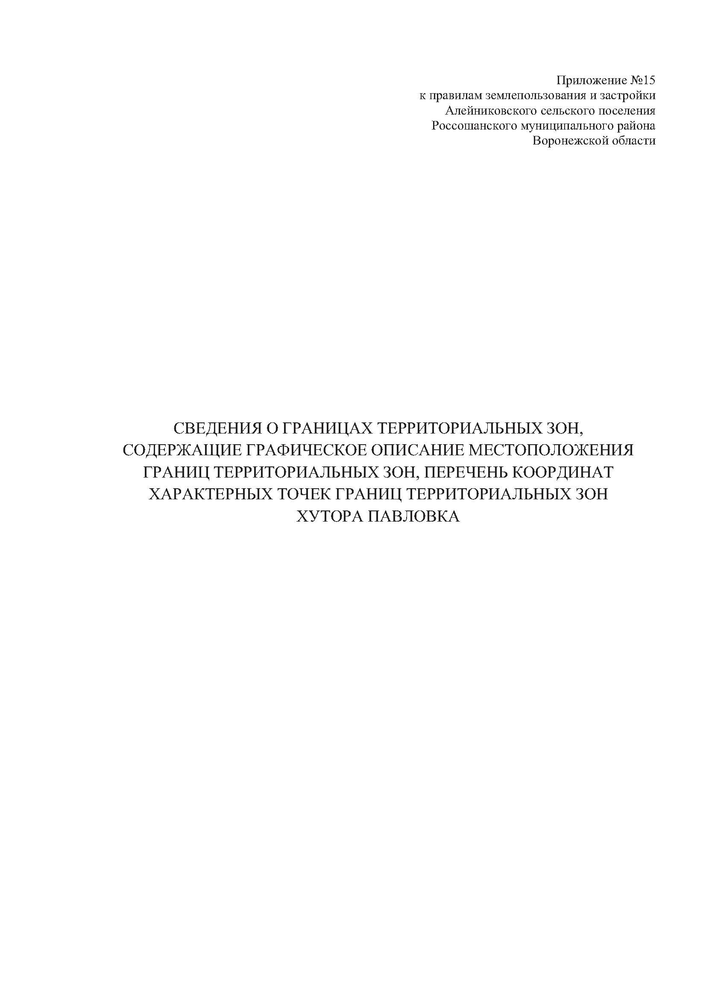 Приложение №15
к правилам землепользования и застройки
Алейниковского сельского поселения
Россошанского муниципального района
Воронежской области
СВЕДЕНИЯ О ГРАНИЦАХ ТЕРРИТОРИАЛЬНЫХ ЗОН,
СОДЕРЖАЩИЕ ГРАФИЧЕСКОЕ ОПИСАНИЕ МЕСТОПОЛОЖЕНИЯ
ГРАНИЦ ТЕРРИТОРИАЛЬНЫХ ЗОН, ПЕРЕЧЕНЬ КООРДИНАТ
ХАРАКТЕРНЫХ ТОЧЕК ГРАНИЦ ТЕРРИТОРИАЛЬНЫХ ЗОН
ХУТОРА ПАВЛОВКА